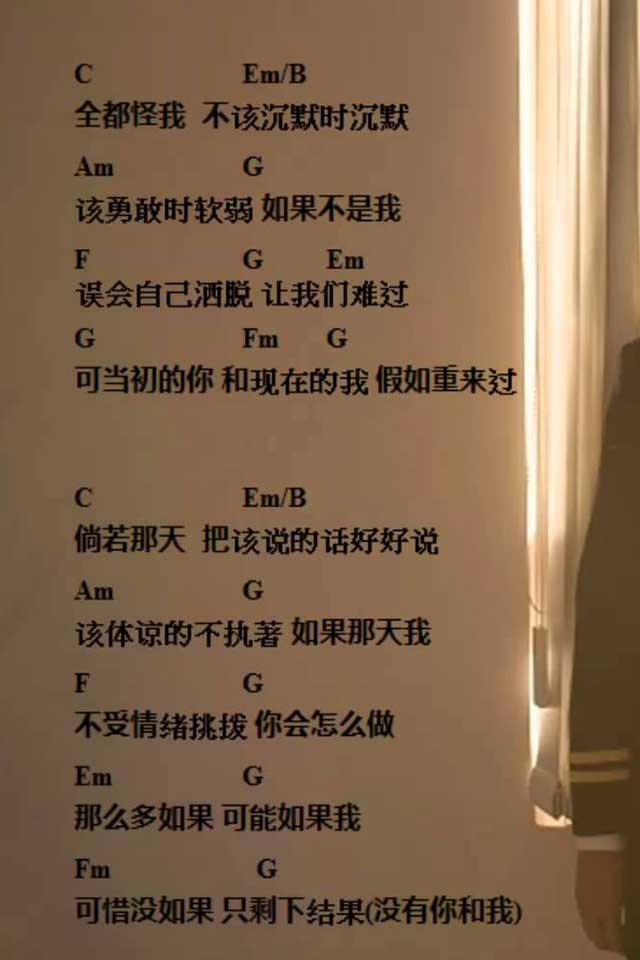 C Em/B
全都怪我 不该沉默时沉默
Am G
该勇敢时软弱 如果不是我
F G Em
误会自己洒脱 让我们难过
G Fm G
可当初的你 和现在的我 假如重来过
C Em/B
倘若那天 把该说的话好好说
Am G
该体谅的不执著 如果那天我
F G
不受情绪挑拨 你会怎么做
Em G
那么多如果 可能如果我
Fm G
可惜没如果 只剩下结果(没有你和我)